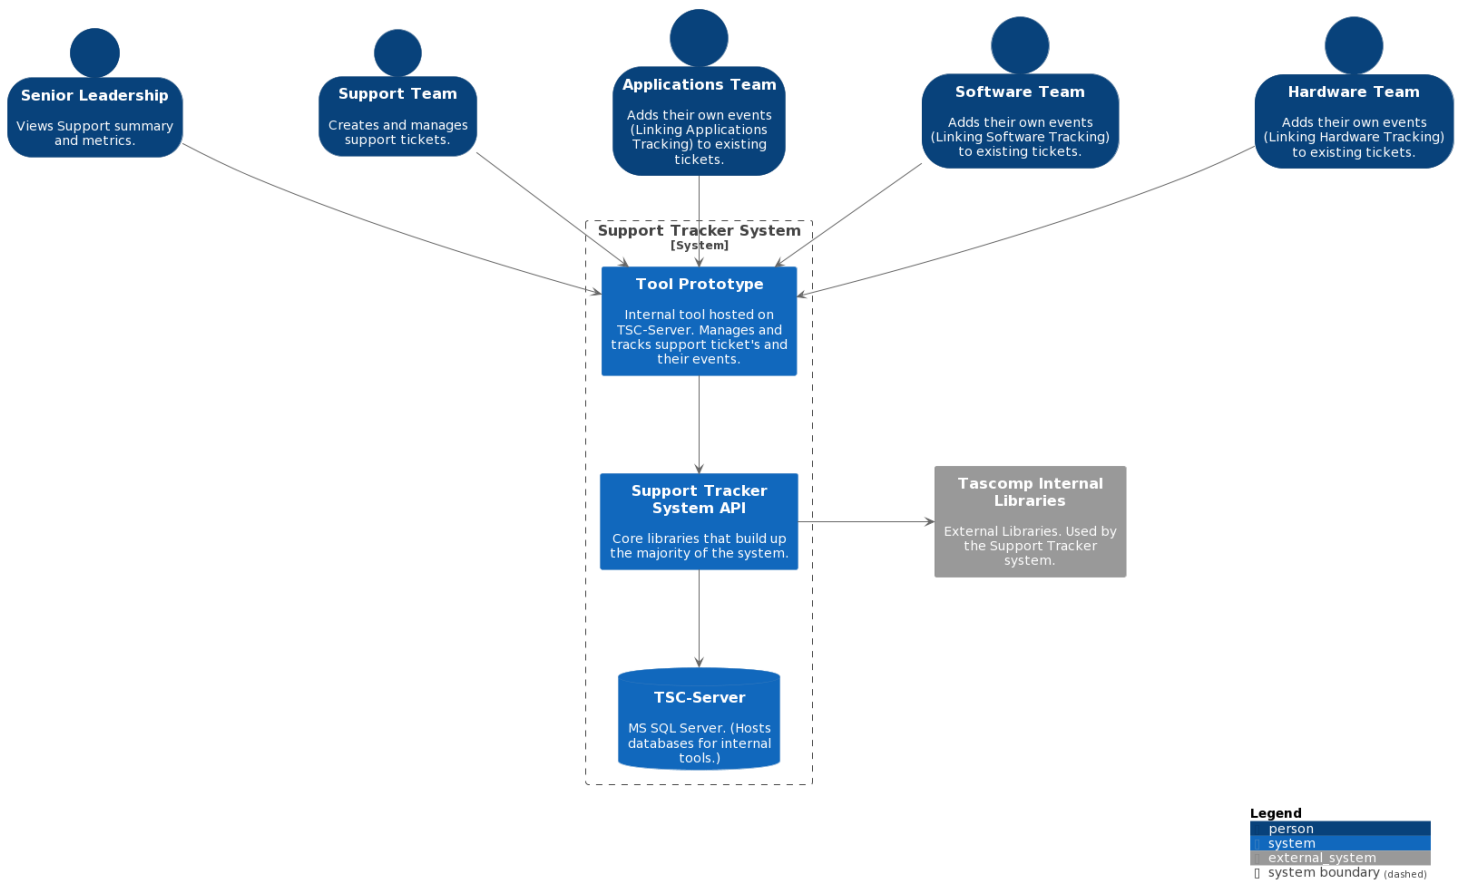 Senior Leadership
Views Support summary
and metrics.
Support Team
Creates and manages
support tickets.
Applications Team
Adds their own events
(Linking Applications
Tracking) to existing
tickets.
Software Team
Adds their own events
(Linking Software Tracking)
to existing tickets.
Hardware Team
Adds their own events
(Linking Hardware Tracking)
to existing tickets.
Support Tracker System
[System]
Tool Prototype
Internal tool hosted on
TSC-Server. Manages and
tracks support ticket's and
their events.
Support Tracker
System API
Core libraries that build up
the majority of the system.
Tascomp Internal
Libraries
External Libraries. Used by
the Support Tracker
system.
TSC-Server
MS SQL Server. (Hosts
databases for internal
tools.)
Legend
person
system
external_system
system boundary (dashed)